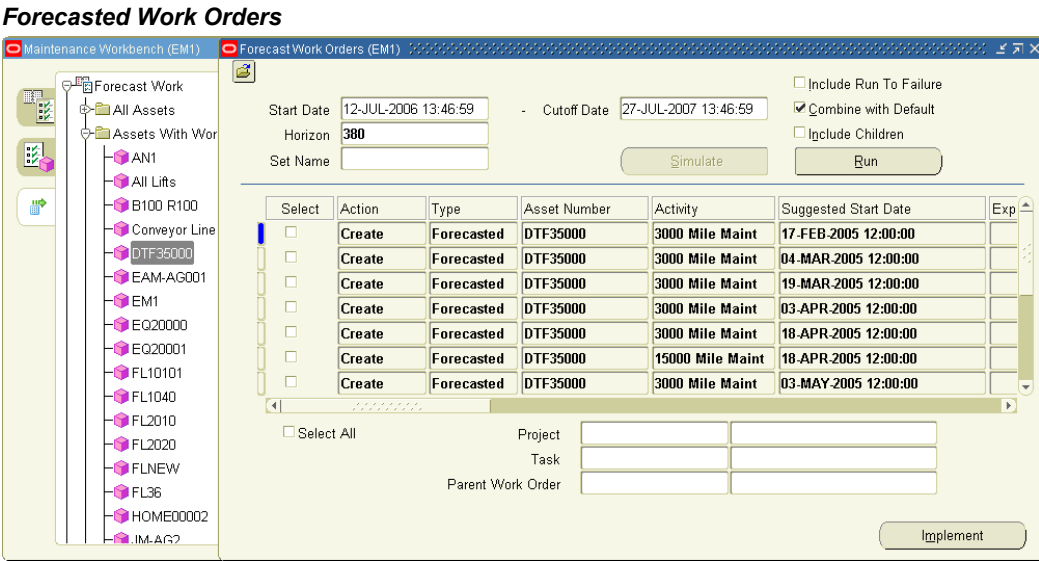 Forecasted Work Orders
Maintenance Workbench (EM1)
Forecast Work
All Assets
Assets With Wor
AN1
All Lifts
B100 R100
Conveyor Line
DTF35000
EAM-AG001
EM1
EQ20000
EQ20001
FL10101
FL1040
FL2010
FL2020
FLNEW
FL36
HOME00002
JM-AG2
Forecast Work Orders (EM1)
Include Run To Failure
Start Date 12-JUL-2006 13:46:59 - Cutoff Date 27-JUL-2007 13:46:59 Combine with Default
Horizon 380 Include Children
Set Name Simulate Run
Select Action Type Asset Number Activity Suggested Start Date Exp
Create Forecasted DTF35000 3000 Mile Maint 17-FEB-2005 12:00:00
Create Forecasted DTF35000 3000 Mile Maint 04-MAR-2005 12:00:00
Create Forecasted DTF35000 3000 Mile Maint 19-MAR-2005 12:00:00
Create Forecasted DTF35000 3000 Mile Maint 03-APR-2005 12:00:00
Create Forecasted DTF35000 3000 Mile Maint 18-APR-2005 12:00:00
Create Forecasted DTF35000 15000 Mile Maint 18-APR-2005 12:00:00
Create Forecasted DTF35000 3000 Mile Maint 03-MAY-2005 12:00:00
Select All Project
Task
Parent Work Order
Implement